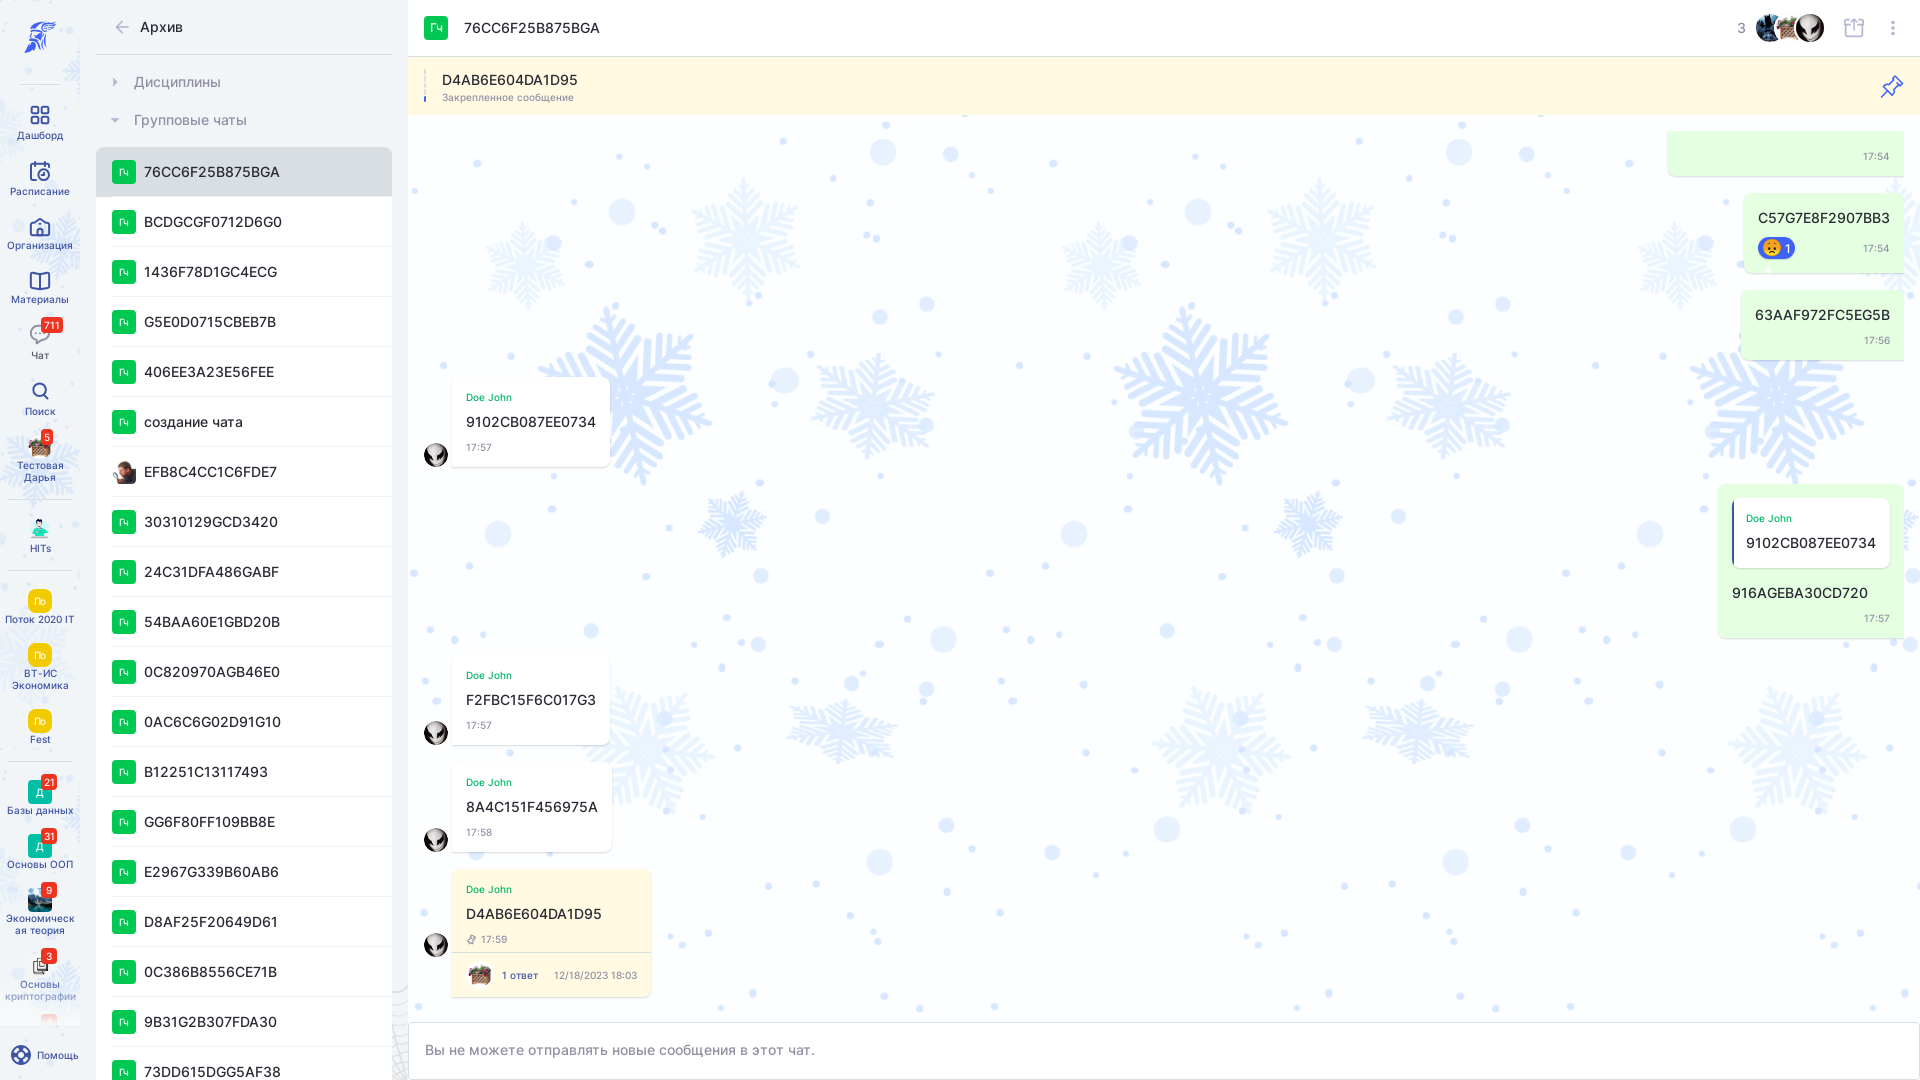 Дашборд
Расписание
Организация
Материалы
711
Чат
Поиск
5
Тестовая
Дарья
HITs
По
Поток 2020 IT
По
ВТ-ИС
Экономика
По
Fest
21
Д
Базы данных
31
Д
Основы ООП
9
Экономическ
ая теория
3
Основы
криптографии
Помощь
Архив
Дисциплины
Групповые чаты
Гч
76CC6F25B875BGA
Гч
BCDGCGF0712D6G0
Гч
1436F78D1GC4ECG
Гч
G5E0D0715CBEB7B
Гч
406EE3A23E56FEE
Гч
создание чата
EFB8C4CC1C6FDE7
Гч
30310129GCD3420
Гч
24C31DFA486GABF
Гч
54BAA60E1GBD20B
Гч
0C820970AGB46E0
Гч
0AC6C6G02D91G10
Гч
B12251C13117493
Гч
GG6F80FF109BB8E
Гч
E2967G339B60AB6
Гч
D8AF25F20649D61
Гч
0C386B8556CE71B
Гч
9B31G2B307FDA30
Гч
73DD615DGG5AF38
Гч
76CC6F25B875BGA
3
D4AB6E604DA1D95
Закрепленное сообщение
17:54
C57G7E8F2907BB3
1
17:54
63AAF972FC5EG5B
17:56
Doe John
9102CB087EE0734
17:57
Doe John
9102CB087EE0734
916AGEBA30CD720
17:57
Doe John
F2FBC15F6C017G3
17:57
Doe John
8A4C151F456975A
17:58
Doe John
D4AB6E604DA1D95
17:59
1 ответ
12/18/2023 18:03
Вы не можете отправлять новые сообщения в этот чат.